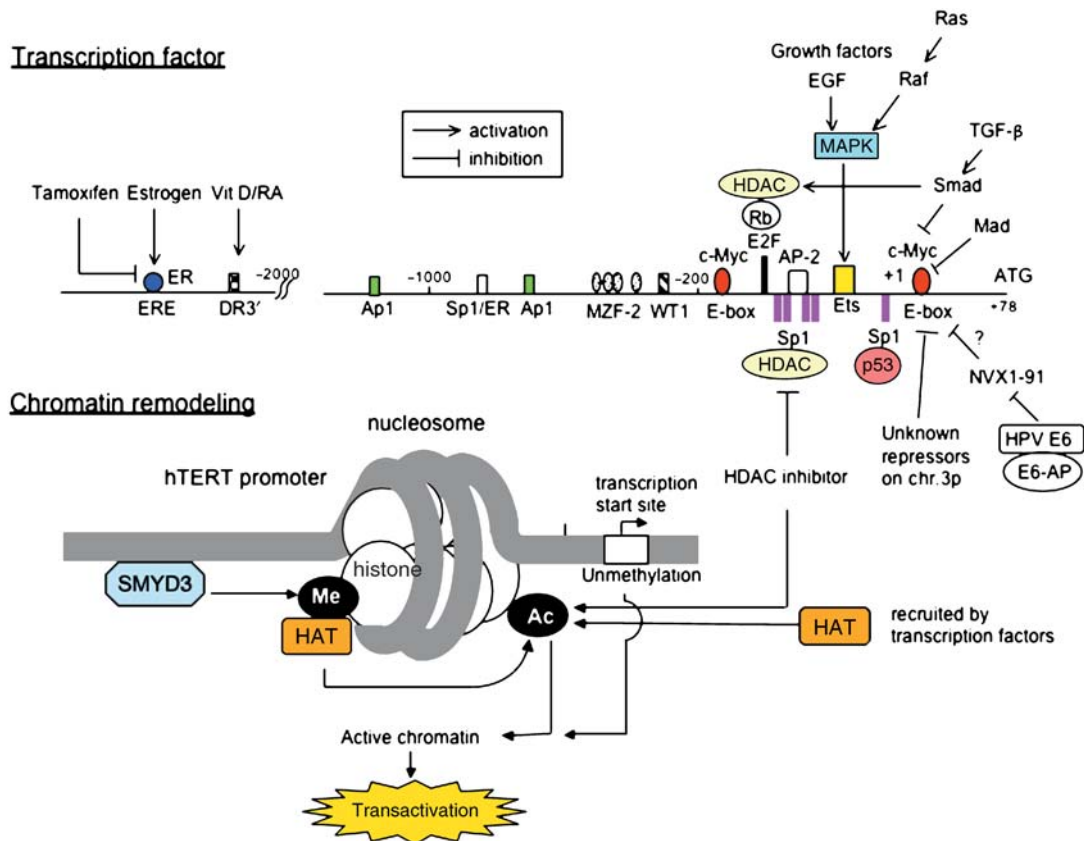 Transcription factor
Ras
Growth factors
EGF
Raf
activation
inhibition
MAPK
TGF-β
HDAC
Smad
Tamoxifen Estrogen Vit D/RA
Rb
Mad
E2F
c-Myc
AP-2
c-Myc
ER
-2000
-1000
-200
+1
ATG
ERE
DR3′
Ap1
Sp1/ER
Ap1
MZF-2
WT1
E-box
Ets
E-box
+78
Sp1
HDAC
Sp1
p53
?
NVX1-91
Chromatin remodeling
nucleosome
HPV E6
E6-AP
Unknown
repressors
on chr.3p
hTERT promoter
transcription
start site
HDAC inhibitor
histone
Unmethylation
SMYD3
Me
HAT
Ac
HAT
recruited by
transcription factors
Active chromatin
Transactivation